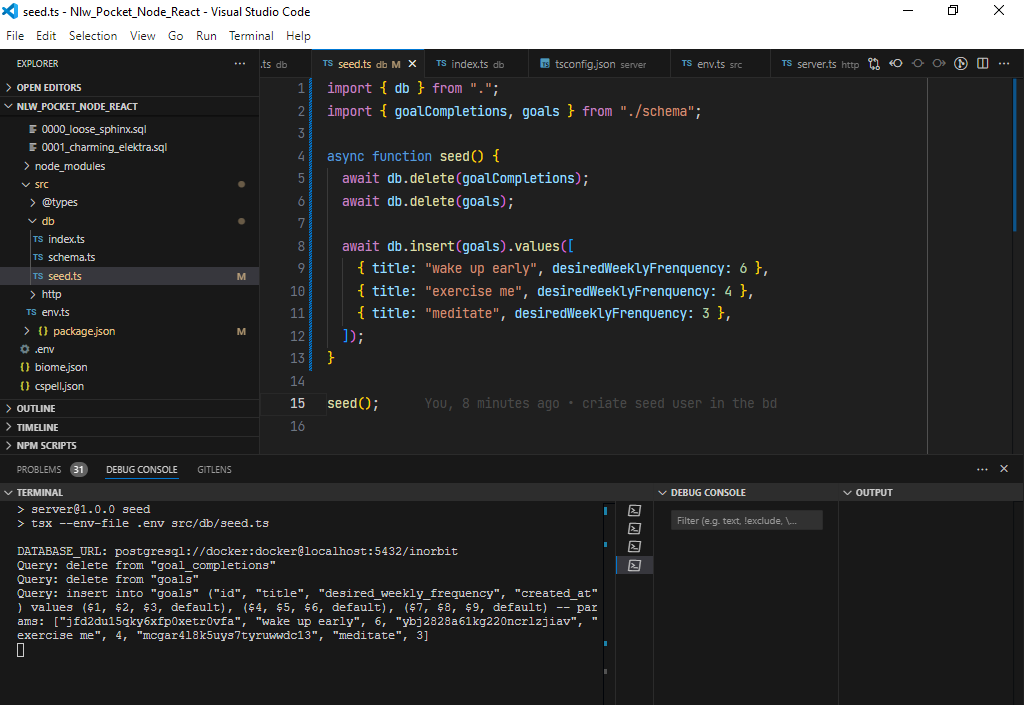 seed.ts - Nlw_Pocket_Node_React - Visual Studio Code
File Edit Selection View Go Run Terminal Help
EXPLORER
OPEN EDITORS
NLW_POCKET_NODE_REACT
0000_loose_sphinx.sql
0001_charming_elektra.sql
node_modules
src
@types
db
TS index.ts
TS schema.ts
TS seed.ts M
http
TS env.ts
{} package.json M
.env
{} biome.json
{} cspell.json
OUTLINE
TIMELINE
NPM SCRIPTS
.ts db
TS seed.ts db M
TS index.ts db
tsconfig.json server
TS env.ts src
TS server.ts http
1 import { db } from ".";
2 import { goalCompletions, goals } from "./schema";
3
4 async function seed() {
5 await db.delete(goalCompletions);
6 await db.delete(goals);
7
8 await db.insert(goals).values([
9 { title: "wake up early", desiredWeeklyFrenquency: 6 },
10 { title: "exercise me", desiredWeeklyFrenquency: 4 },
11 { title: "meditate", desiredWeeklyFrenquency: 3 },
12 ]);
13 }
14
15 seed(); You, 8 minutes ago • criate seed user in the bd
16
PROBLEMS 31 DEBUG CONSOLE GITLENS
TERMINAL
> server@1.0.0 seed
> tsx --env-file .env src/db/seed.ts
DATABASE_URL: postgresql://docker:docker@localhost:5432/inorbit
Query: delete from "goal_completions"
Query: delete from "goals"
Query: insert into "goals" ("id", "title", "desired_weekly_frequency", "created_at"
) values ($1, $2, $3, default), ($4, $5, $6, default), ($7, $8, $9, default) -- par
ams: ["jfd2du15qky6xfp0xetr0vfa", "wake up early", 6, "ybj2828a61kg220ncrlzjiav", "
exercise me", 4, "mcgar4l8k5uys7tyruwwdc13", "meditate", 3]
DEBUG CONSOLE
Filter (e.g. text, !exclude, \...
OUTPUT